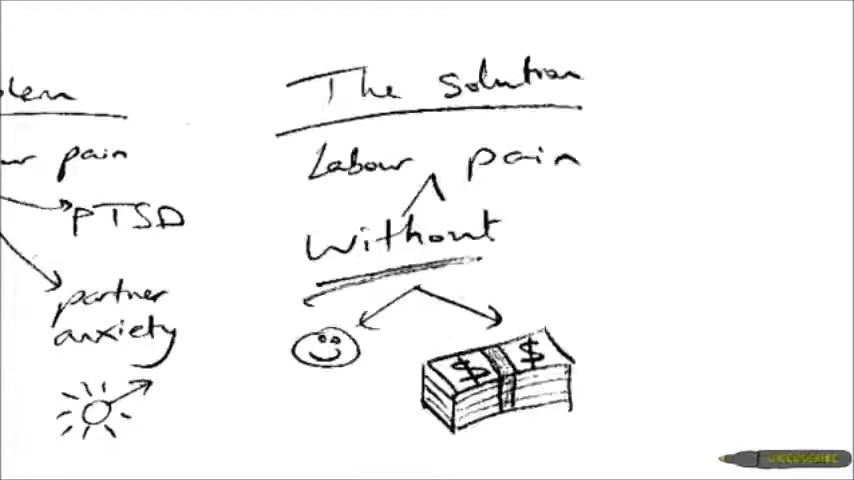 The solution
Labour pain
Without
$ $
pain
PTSD
partner
anxiety